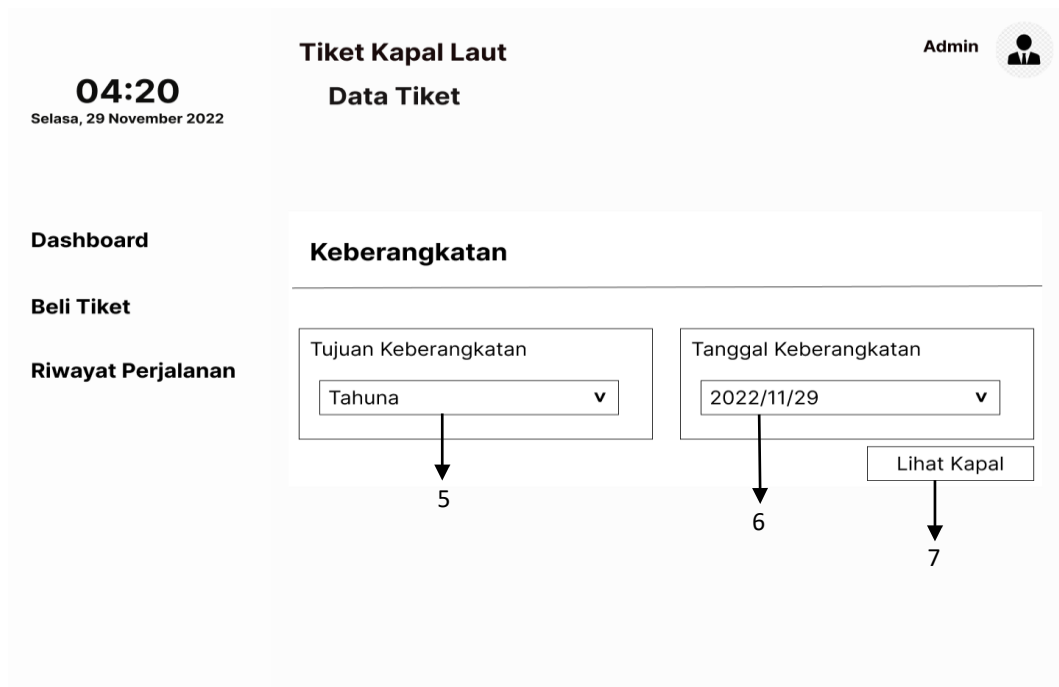 Tiket Kapal Laut
Admin
04:20
Data Tiket
Selasa, 29 November 2022
Dashboard
Keberangkatan
Beli Tiket
Riwayat Perjalanan
Tujuan Keberangkatan
Tahuna v
Tanggal Keberangkatan
2022/11/29 v
Lihat Kapal
5
6
7